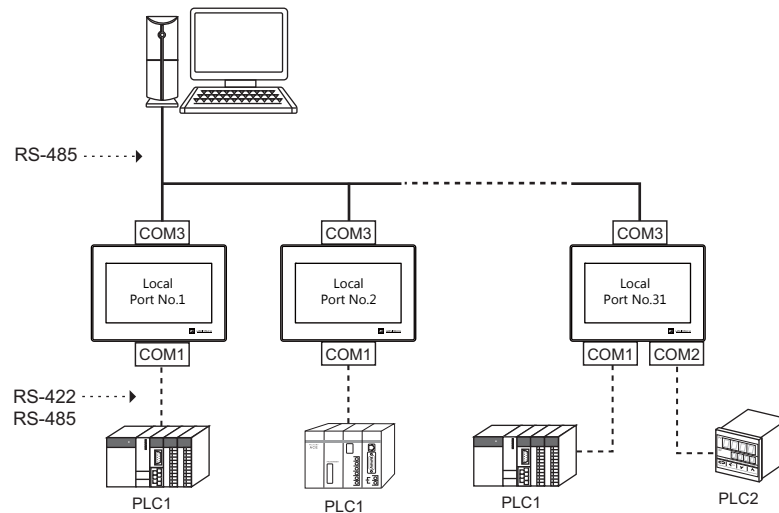 RS-485
COM3
COM3
COM3
Local
Port No.1
Local
Port No.2
Local
Port No.31
COM1
COM1
COM1
COM2
RS-422
RS-485
PLC1
PLC1
PLC1
PLC2